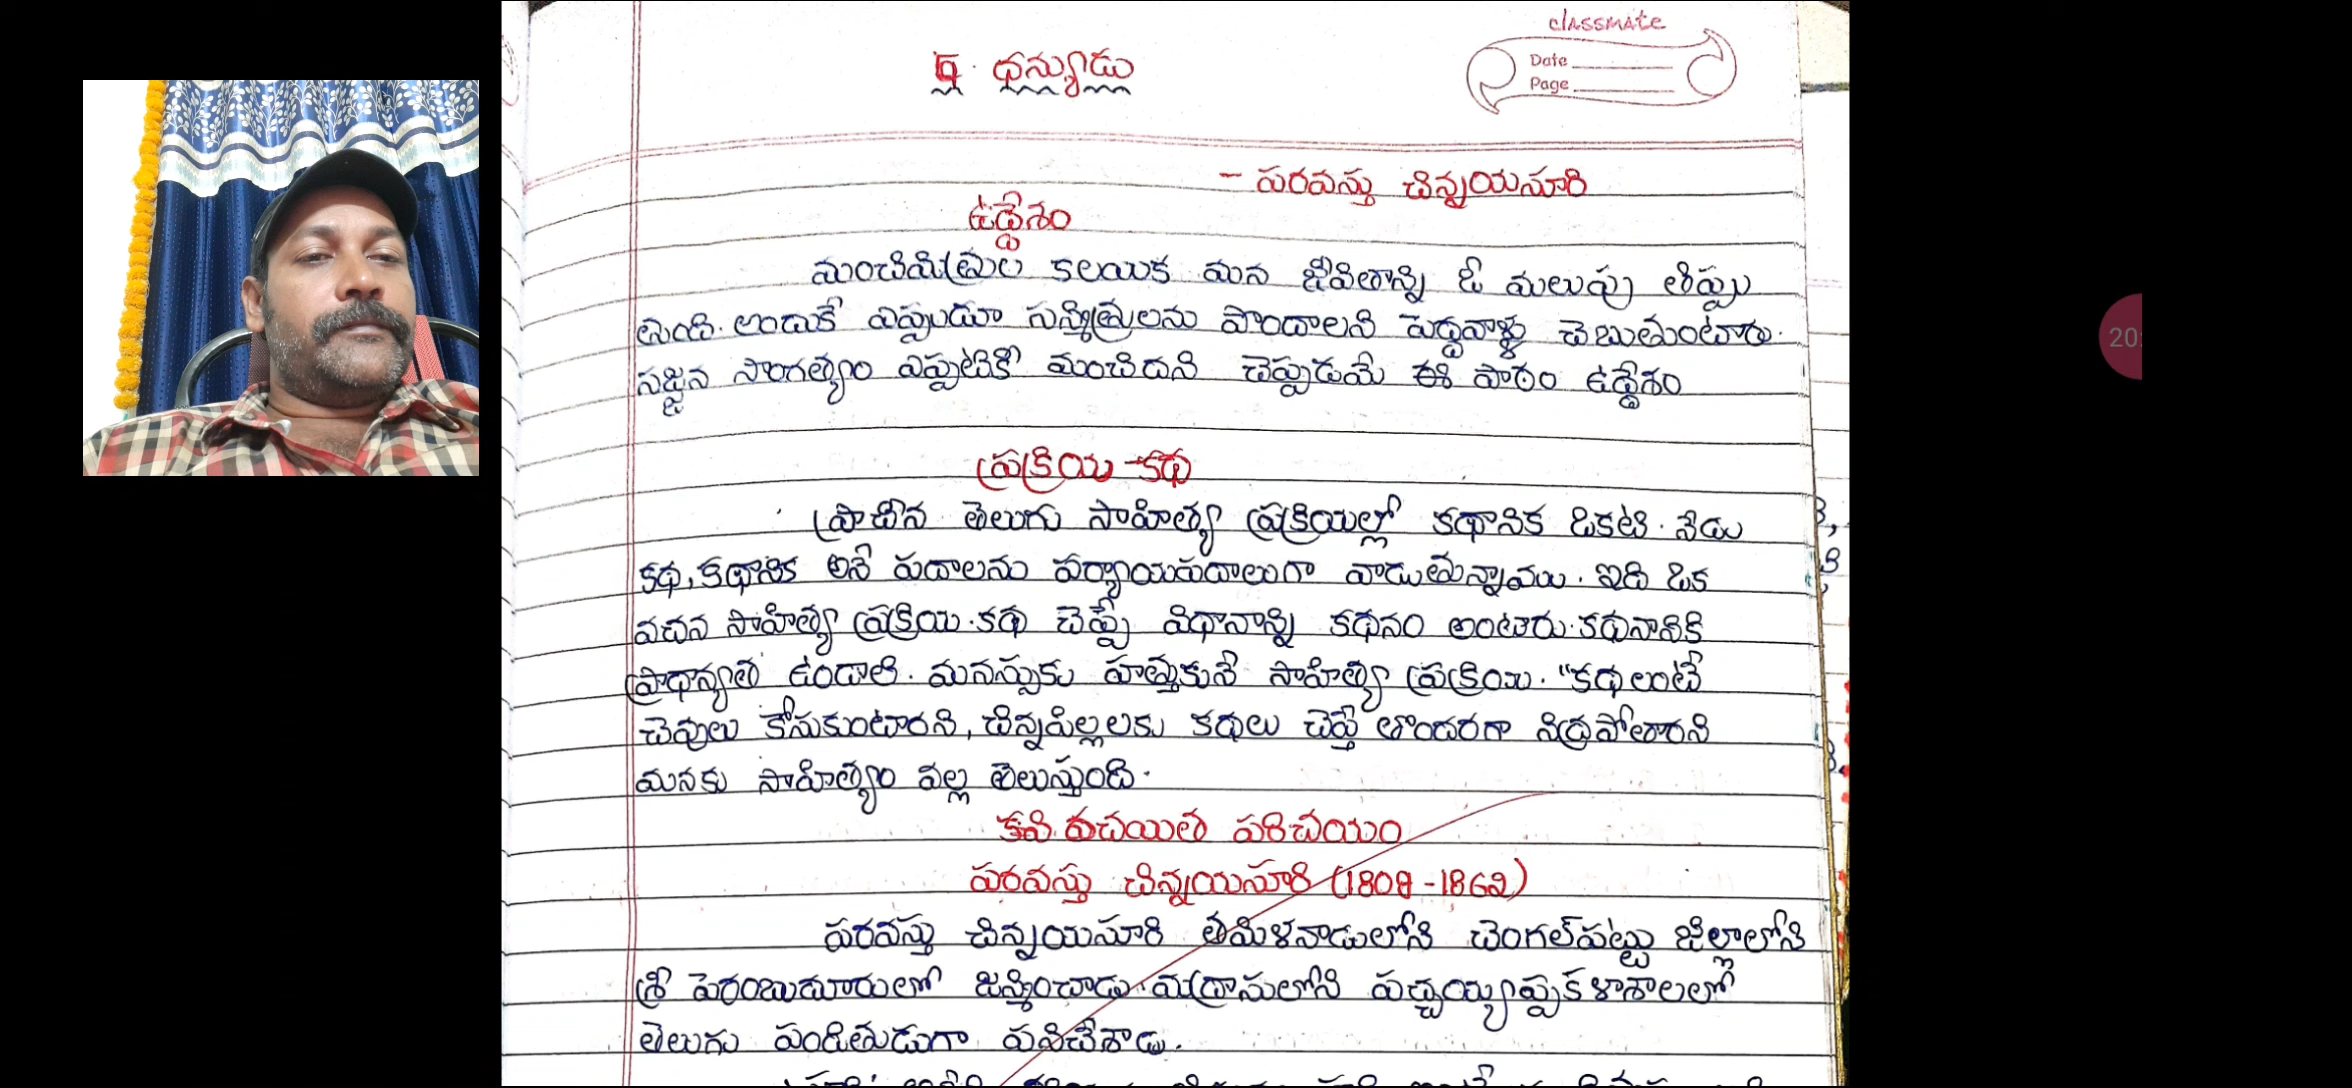 classmate
Date
Page
5. ధన్యుడు
- పరవస్తు చిన్నయసూరి
ఉద్దేశం
మంచిమిత్రుల కలయిక మన జీవితాన్ని ఓ మలుపు తిప్పు
తుంది. అందుకే ఎప్పుడూ సన్మిత్రులను పొందాలని పెద్దవాళ్ళు చెబుతుంటారు.
సజ్జన సాంగత్యం ఎప్పటికీ మంచిదని చెప్పడమే ఈ పాఠం ఉద్దేశం
ప్రక్రియ - కథ
ప్రాచీన తెలుగు సాహిత్య ప్రక్రియల్లో కథానిక ఒకటి. నేడు
కథ, కథానిక అనే పదాలను పర్యాయపదాలుగా వాడుతున్నాము. ఇది ఒక
వచన సాహిత్య ప్రక్రియ. కథ చెప్పే విధానాన్ని కథనం అంటారు. కథనానికి
ప్రాధాన్యత ఉండాలి. మనస్సుకు హత్తుకునే సాహిత్య ప్రక్రియ. "కథలంటే
చెవులు కోసుకుంటారని, చిన్నపిల్లలకు కథలు చెప్తే తొందరగా నిద్రపోతారని
మనకు సాహిత్యం వల్ల తెలుస్తుంది.
కవి రచయిత పరిచయం
పరవస్తు చిన్నయసూరి (1809 - 1862)
పరవస్తు చిన్నయసూరి తమిళనాడులోని చెంగల్‌పట్టు జిల్లాలోని
శ్రీ పెరంబుదూరులో జన్మించాడు. మద్రాసులోని పచ్చయ్యప్ప కళాశాలలో
తెలుగు పండితుడుగా పనిచేశాడు.
20: